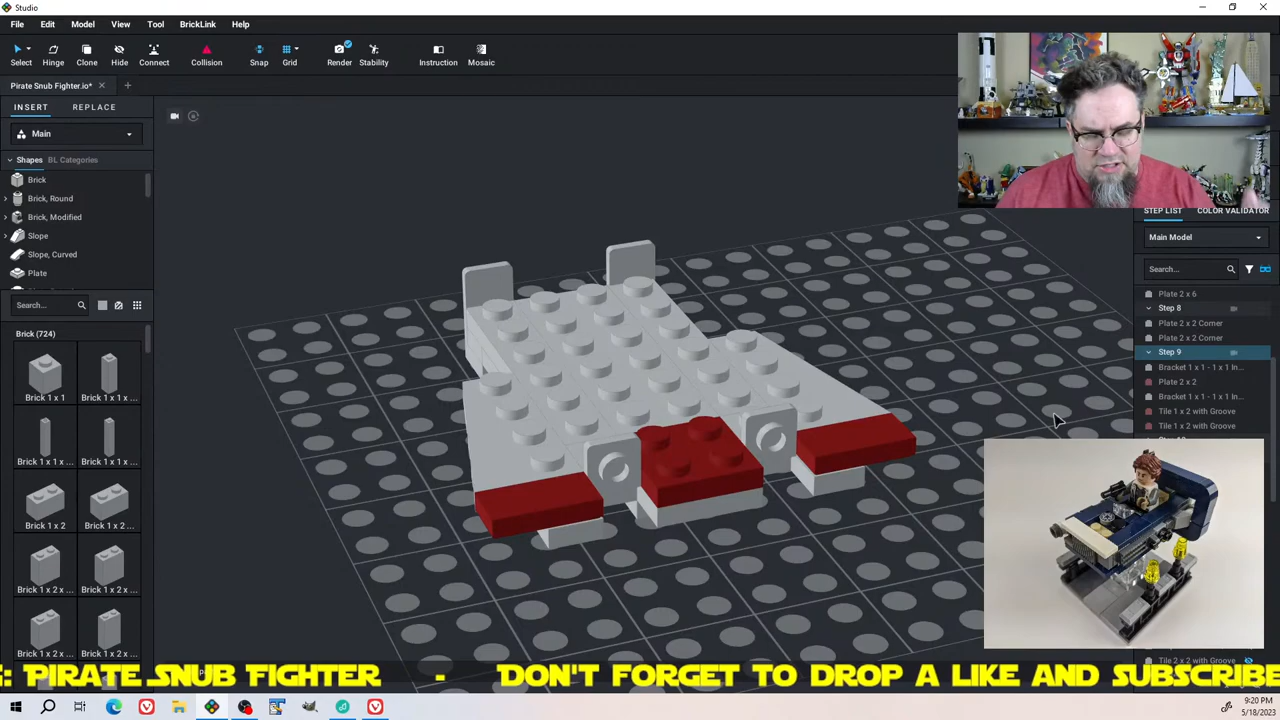 Studio
File Edit Model View Tool BrickLink Help
Select Hinge Clone Hide Connect Collision Snap Grid Render Stability Instruction Mosaic
Pirate Snub Fighter.io*
INSERT REPLACE
Main
Shapes BL Categories
Brick
Brick, Round
Brick, Modified
Slope
Slope, Curved
Plate
Search...
Brick (724)
Brick 1 x 1 Brick 1 x 1 x ...
Brick 1 x 1 x ... Brick 1 x 1 x ...
Brick 1 x 2 Brick 1 x 2 x ...
Brick 1 x 2 x ... Brick 1 x 2 x ...
STEP LIST COLOR VALIDATOR
Main Model
Search...
Plate 2 x 6
Step 8
Plate 2 x 2 Corner
Plate 2 x 2 Corner
Step 9
Bracket 1 x 1 - 1 x 1 In...
Plate 2 x 2
Bracket 1 x 1 - 1 x 1 In...
Tile 1 x 2 with Groove
Tile 1 x 2 with Groove
Tile 2 x 2 with Groove
: PIRATE SNUB FIGHTER - DON'T FORGET TO DROP A LIKE AND SUBSCRIBE
9:20 PM
5/18/2023